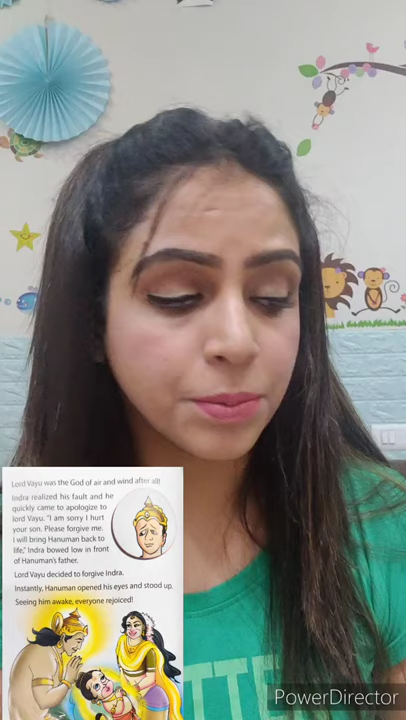 Lord Vayu was the God of air and wind after all!
Indra realized his fault and he
quickly came to apologize to
lord Vayu. "I am sorry I hurt
your son. Please forgive me.
I will bring Hanuman back to
life," Indra bowed low in front
of Hanuman's father.
Lord Vayu decided to forgive Indra.
Instantly, Hanuman opened his eyes and stood up.
Seeing him awake, everyone rejoiced!
PowerDirector